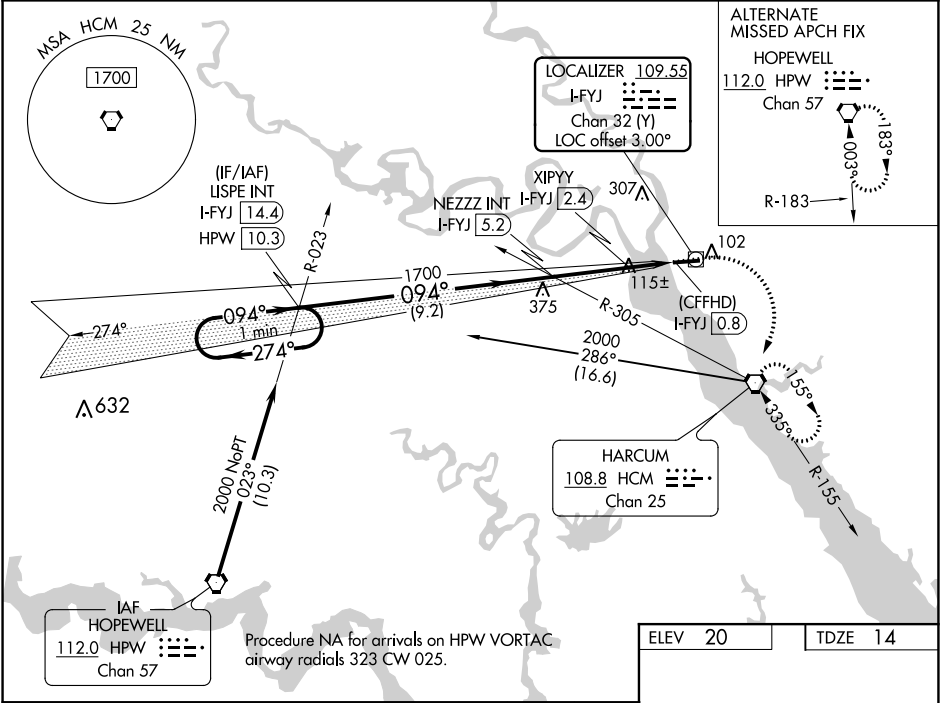 MSA HCM 25 NM
1700
ALTERNATE
MISSED APCH FIX
HOPEWELL
112.0 HPW
Chan 57
183°
003°
R-183
LOCALIZER 109.55
I-FYJ
Chan 32 (Y)
LOC offset 3.00°
(IF/IAF)
LISPE INT
I-FYJ 14.4
HPW 10.3
R-023
NEZZZ INT
I-FYJ 5.2
XIPYY
I-FYJ 2.4
307
102
1700
094°
(9.2)
094°
1 min
274°
274°
375
115±
(CFFHD)
I-FYJ 0.8
R-305
2000
286°
(16.6)
632
155°
335°
R-155
HARCUM
108.8 HCM
Chan 25
2000 NoPT
023°
(10.3)
IAF
HOPEWELL
112.0 HPW
Chan 57
Procedure NA for arrivals on HPW VORTAC
airway radials 323 CW 025.
ELEV 20
TDZE 14